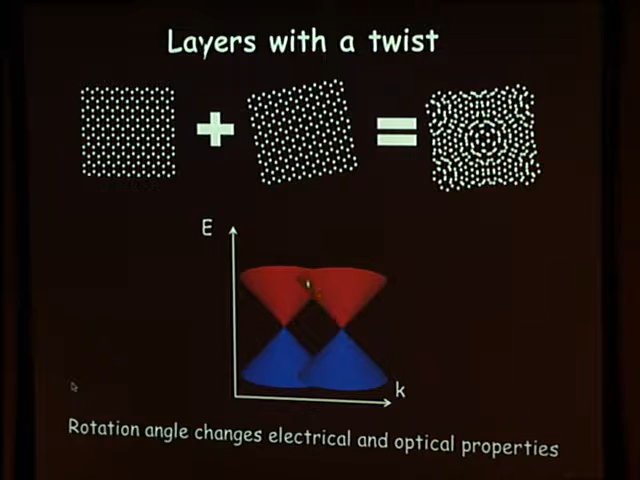 Layers with a twist
+ =
E
k
Rotation angle changes electrical and optical properties